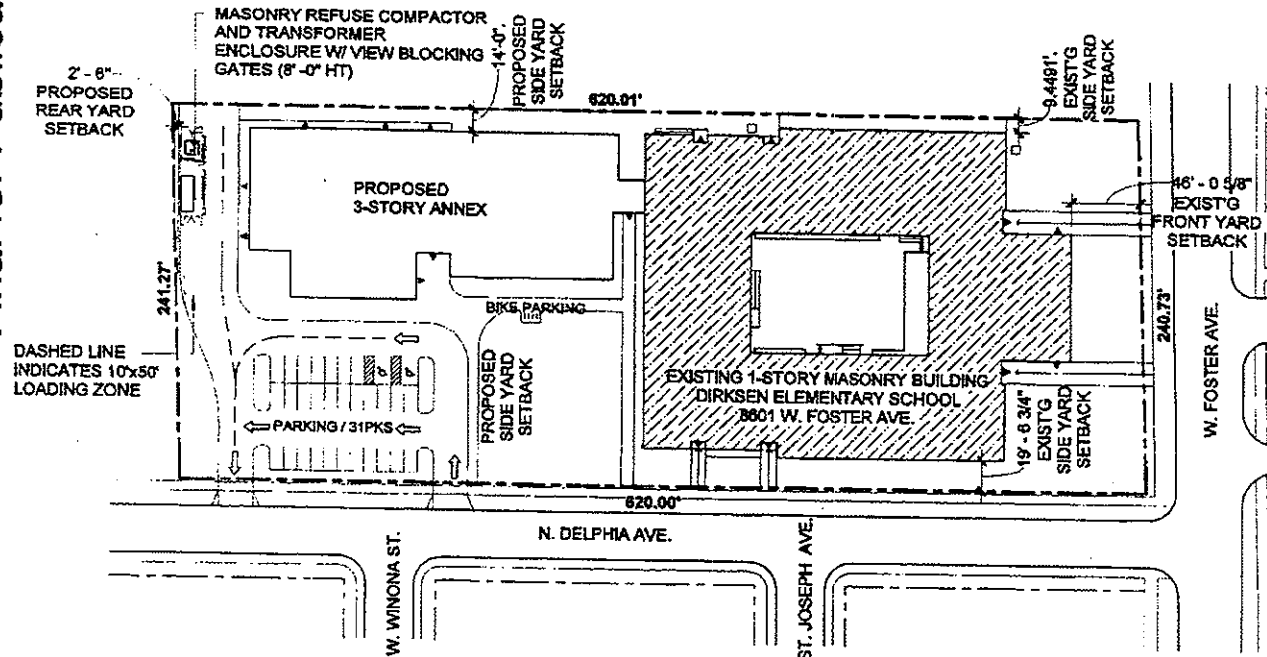 MASONRY REFUSE COMPACTOR
AND TRANSFORMER
ENCLOSURE W/ VIEW BLOCKING
GATES (8'-0" HT)
2'-6"
PROPOSED
REAR YARD
SETBACK
14'-0"
PROPOSED
SIDE YARD
SETBACK
620.01'
9.4491'
EXIST'G
SIDE YARD
SETBACK
PROPOSED
3-STORY ANNEX
46'-0 5/8"
EXIST'G
FRONT YARD
SETBACK
241.27'
240.73'
BIKE PARKING
PROPOSED
SIDE YARD
SETBACK
DASHED LINE
INDICATES 10'x50'
LOADING ZONE
PARKING / 31PKS
EXISTING 1-STORY MASONRY BUILDING
DIRKSEN ELEMENTARY SCHOOL
8601 W. FOSTER AVE.
19'-6 3/4"
EXIST'G
SIDE YARD
SETBACK
W. FOSTER AVE.
620.00'
N. DELPHIA AVE.
W. WINONA ST.
ST. JOSEPH AVE.